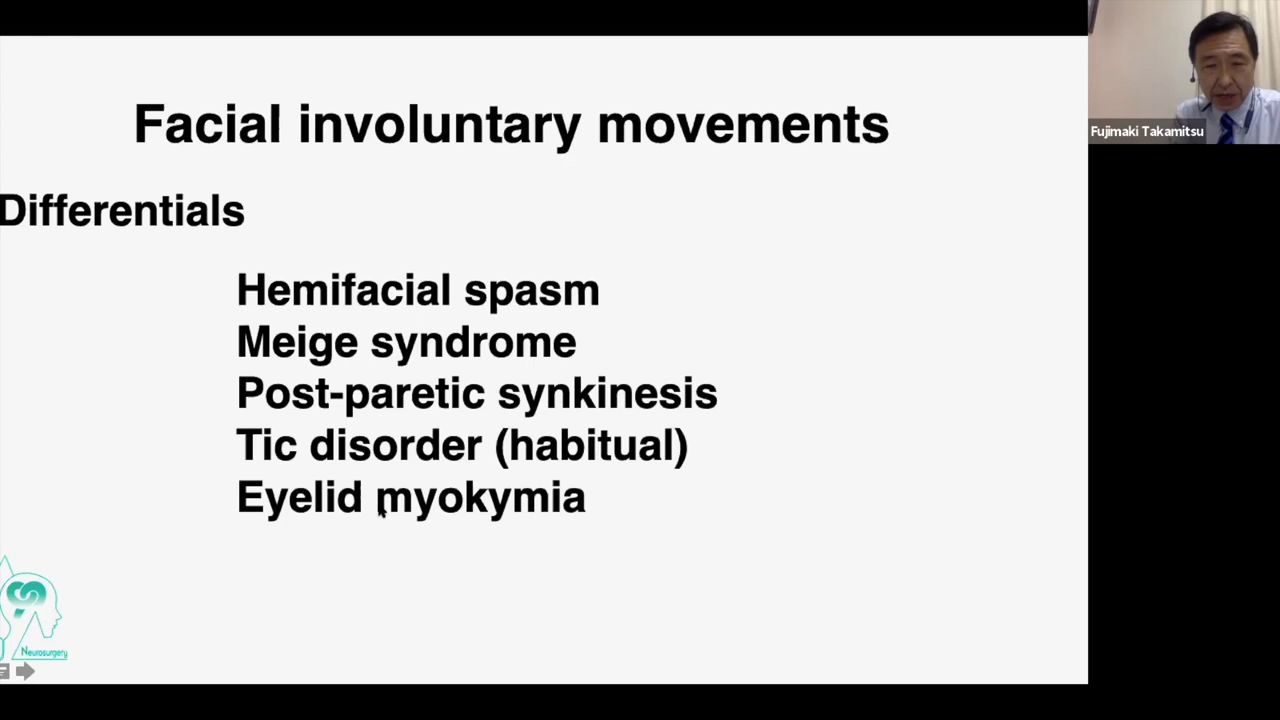 Facial involuntary movements
Differentials
Hemifacial spasm
Meige syndrome
Post-paretic synkinesis
Tic disorder (habitual)
Eyelid myokymia
Neurosurgery
Fujimaki Takamitsu